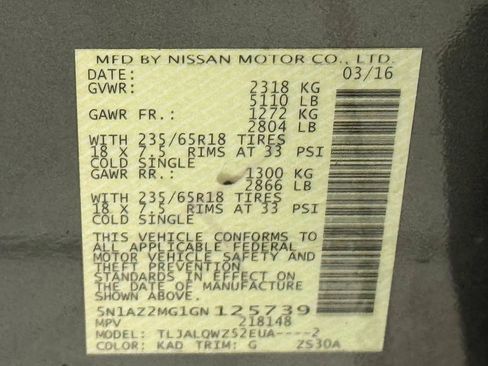 MFD BY NISSAN MOTOR CO., LTD.
DATE: 03/16
GVWR: 2318 KG
5110 LB
GAWR FR.: 1272 KG
2804 LB
WITH 235/65R18 TIRES
18 X 7.5 RIMS AT 33 PSI
COLD SINGLE
GAWR RR.: 1300 KG
2866 LB
WITH 235/65R18 TIRES
18 X 7.5 RIMS AT 33 PSI
COLD SINGLE
THIS VEHICLE CONFORMS TO
ALL APPLICABLE FEDERAL
MOTOR VEHICLE SAFETY AND
THEFT PREVENTION
STANDARDS IN EFFECT ON
THE DATE OF MANUFACTURE
SHOWN ABOVE.
5N1AZ2MG1GN125739
MPV 218148
MODEL: TLJALQWZ52EUA----2
COLOR: KAD TRIM: G ZS30A